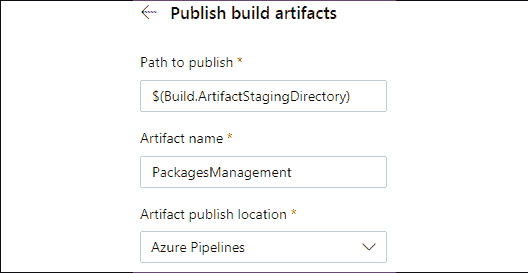 Publish build artifacts
Path to publish *
$(Build.ArtifactStagingDirectory)
Artifact name *
PackagesManagement
Artifact publish location *
Azure Pipelines